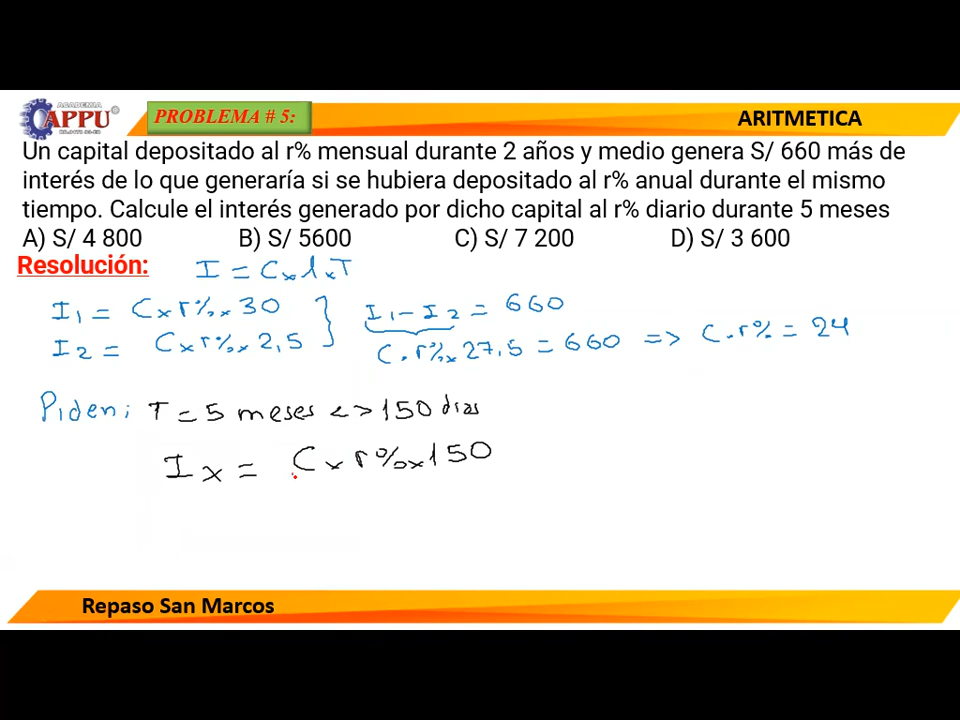 ACADEMIA
APPU
PROBLEMA # 5:
ARITMETICA
Un capital depositado al r% mensual durante 2 años y medio genera S/ 660 más de
interés de lo que generaría si se hubiera depositado al r% anual durante el mismo
tiempo. Calcule el interés generado por dicho capital al r% diario durante 5 meses
A) S/ 4 800 B) S/ 5600 C) S/ 7 200 D) S/ 3 600
Resolución: I = C x i x T
I₁ = C x r% x 30 } I₁ - I₂ = 660
I₂ = C x r% x 2,5 C . r% x 27,5 = 660 => C . r% = 24
Piden: T = 5 meses <> 150 días
Ix = C x r% x 150
Repaso San Marcos